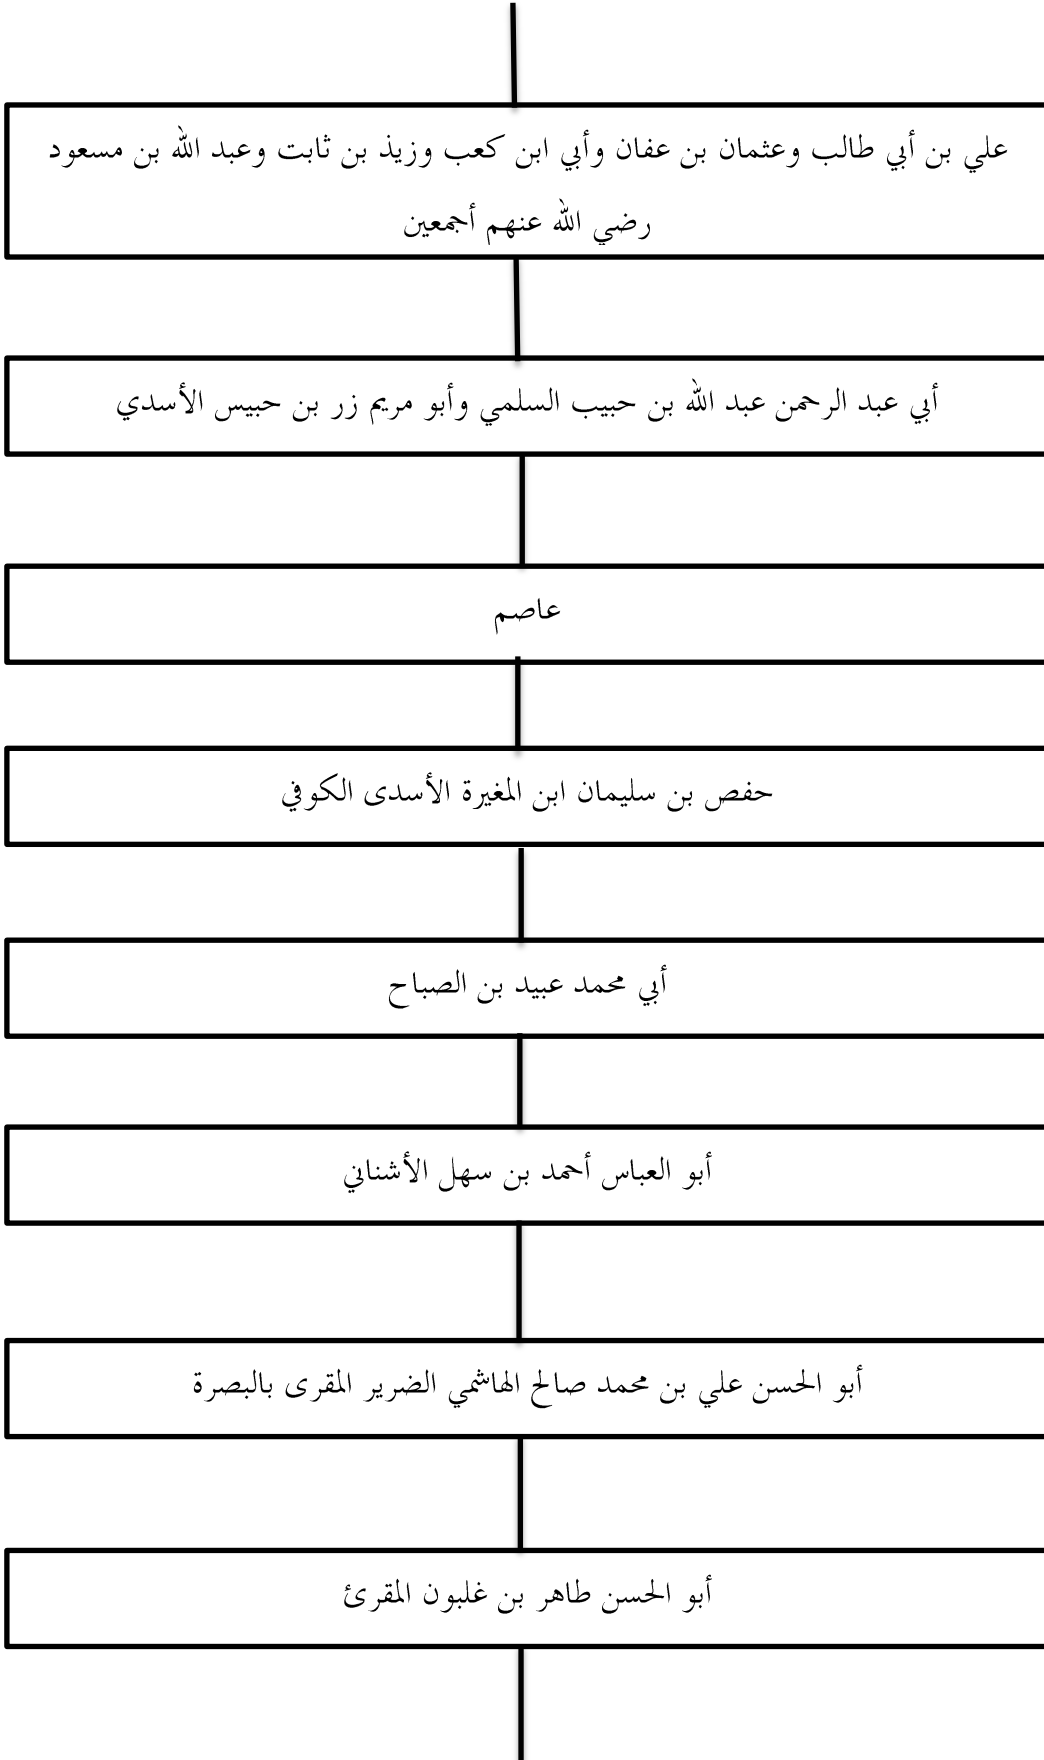 علي بن أبي طالب وعثمان بن عفان وأبي ابن كعب وزيذ بن ثابت وعبد الله بن مسعود
رضي الله عنهم أجمعين
أبي عبد الرحمن عبد الله بن حبيب السلمي وأبو مريم زر بن حبيس الأسدي
عاصم
حفص بن سليمان ابن المغيرة الأسدى الكوفي
أبي محمد عبيد بن الصباح
أبو العباس أحمد بن سهل الأشناني
أبو الحسن علي بن محمد صالح الهاشمي الضرير المقرى بالبصرة
أبو الحسن طاهر بن غلبون المقرئ